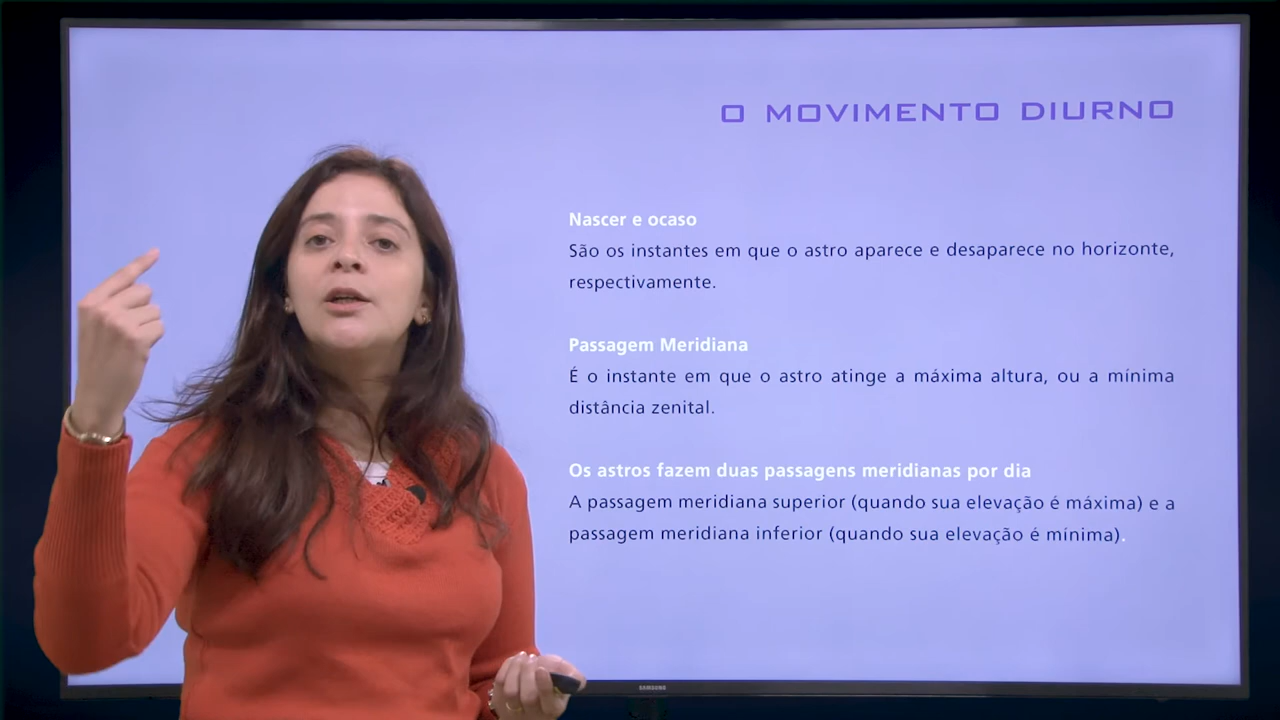 O MOVIMENTO DIURNO
Nascer e ocaso
São os instantes em que o astro aparece e desaparece no horizonte,
respectivamente.
Passagem Meridiana
É o instante em que o astro atinge a máxima altura, ou a mínima
distância zenital.
Os astros fazem duas passagens meridianas por dia
A passagem meridiana superior (quando sua elevação é máxima) e a
passagem meridiana inferior (quando sua elevação é mínima).
SAMSUNG